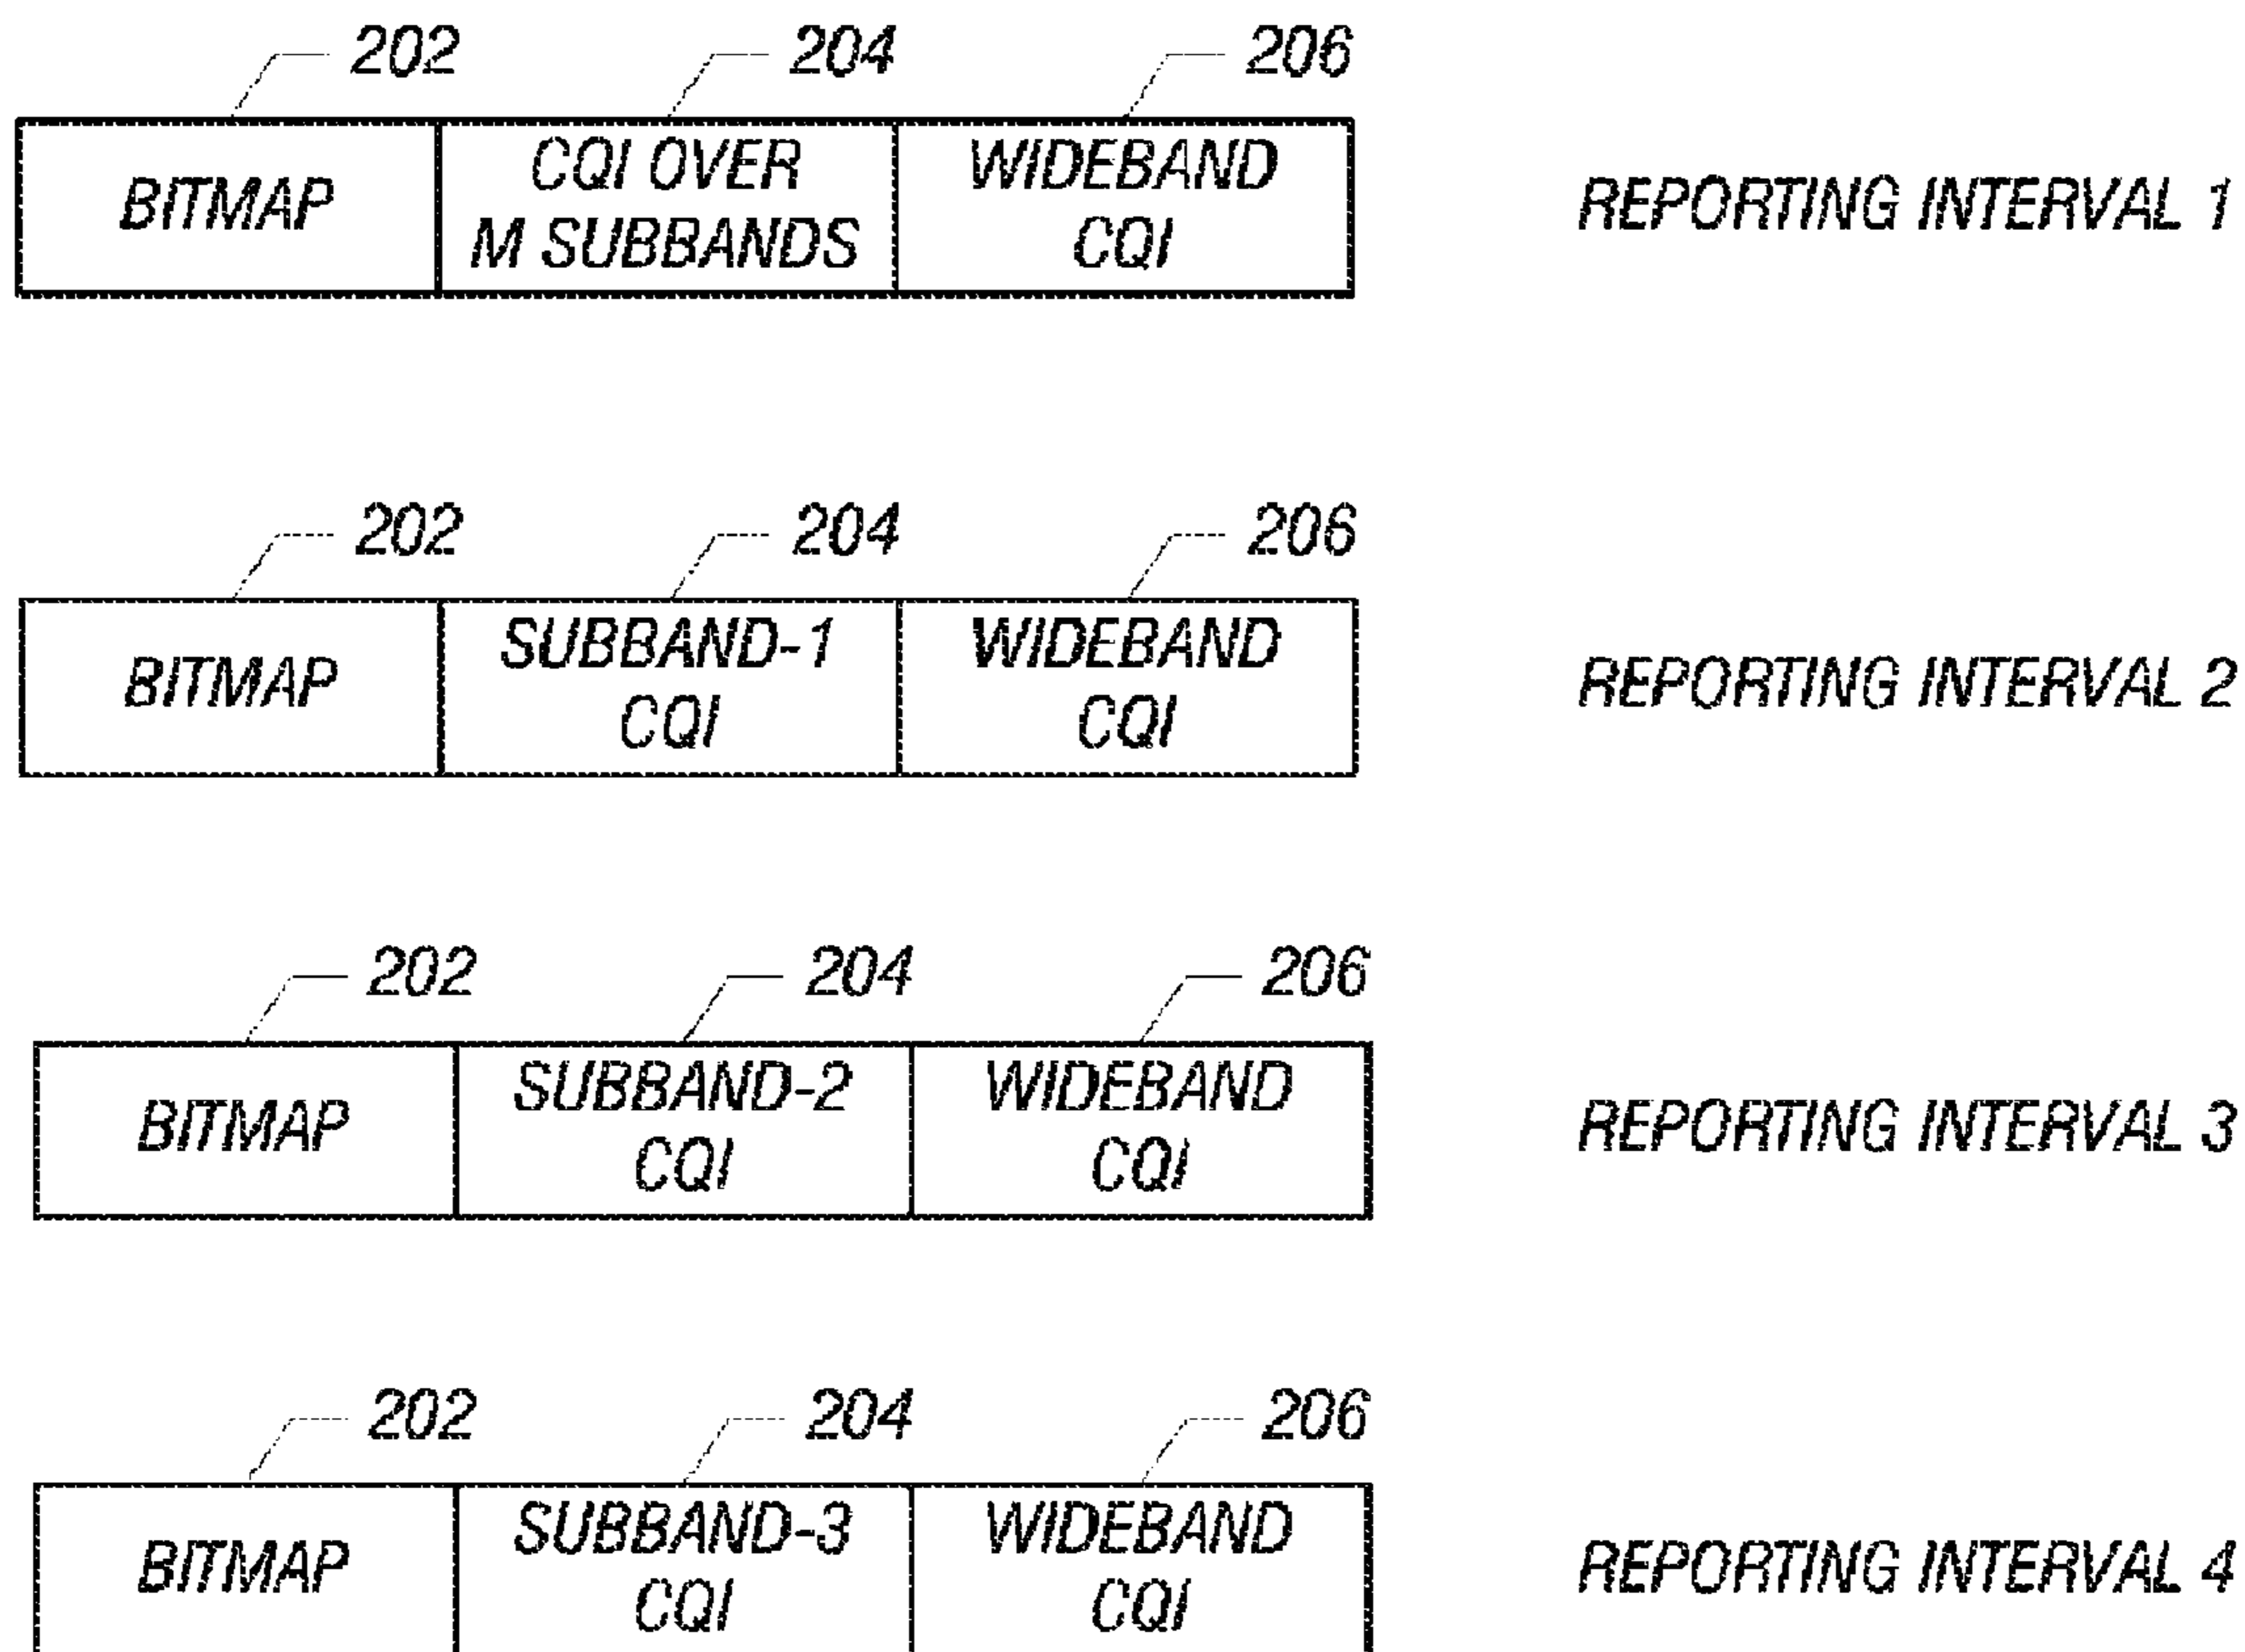 202 204 206
BITMAP
CQI OVER
M SUBBANDS
WIDEBAND
CQI
REPORTING INTERVAL 1
202 204 206
BITMAP
SUBBAND-1
CQI
WIDEBAND
CQI
REPORTING INTERVAL 2
202 204 206
BITMAP
SUBBAND-2
CQI
WIDEBAND
CQI
REPORTING INTERVAL 3
202 204 206
BITMAP
SUBBAND-3
CQI
WIDEBAND
CQI
REPORTING INTERVAL 4